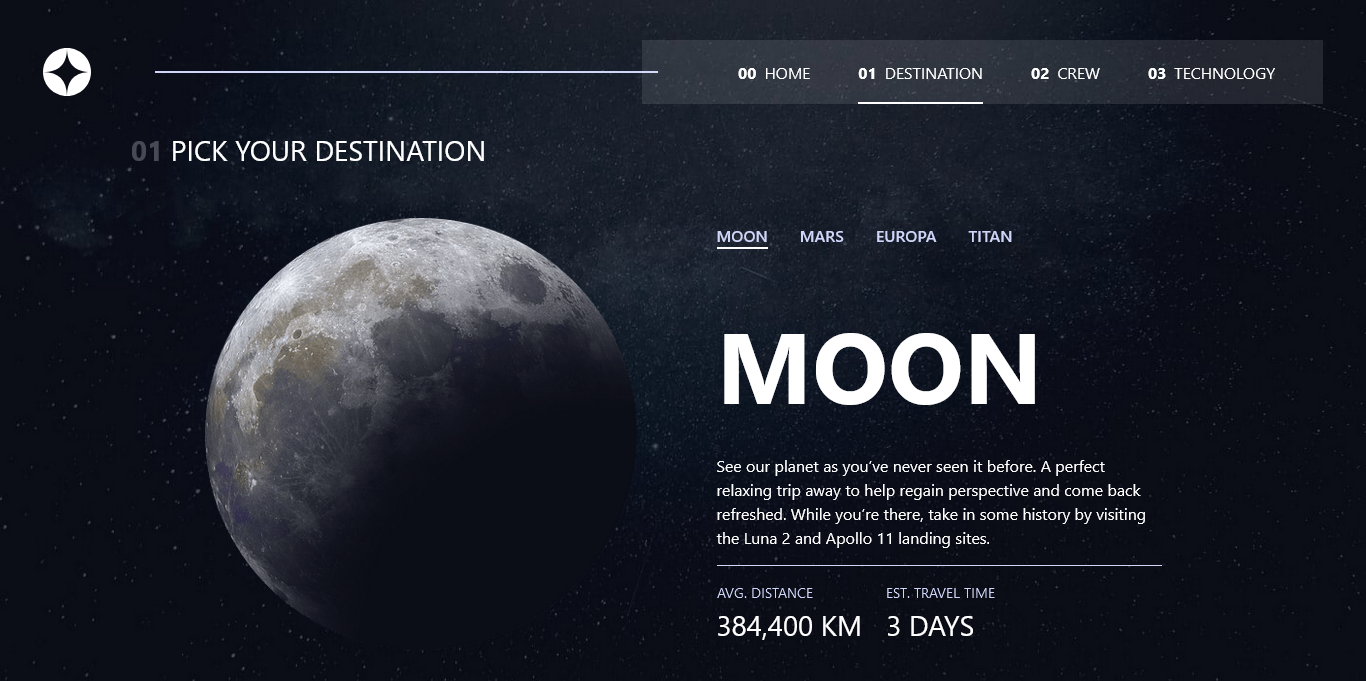 00 HOME 01 DESTINATION 02 CREW 03 TECHNOLOGY
01 PICK YOUR DESTINATION
MOON MARS EUROPA TITAN
MOON
See our planet as you’ve never seen it before. A perfect
relaxing trip away to help regain perspective and come back
refreshed. While you’re there, take in some history by visiting
the Luna 2 and Apollo 11 landing sites.
AVG. DISTANCE EST. TRAVEL TIME
384,400 KM 3 DAYS